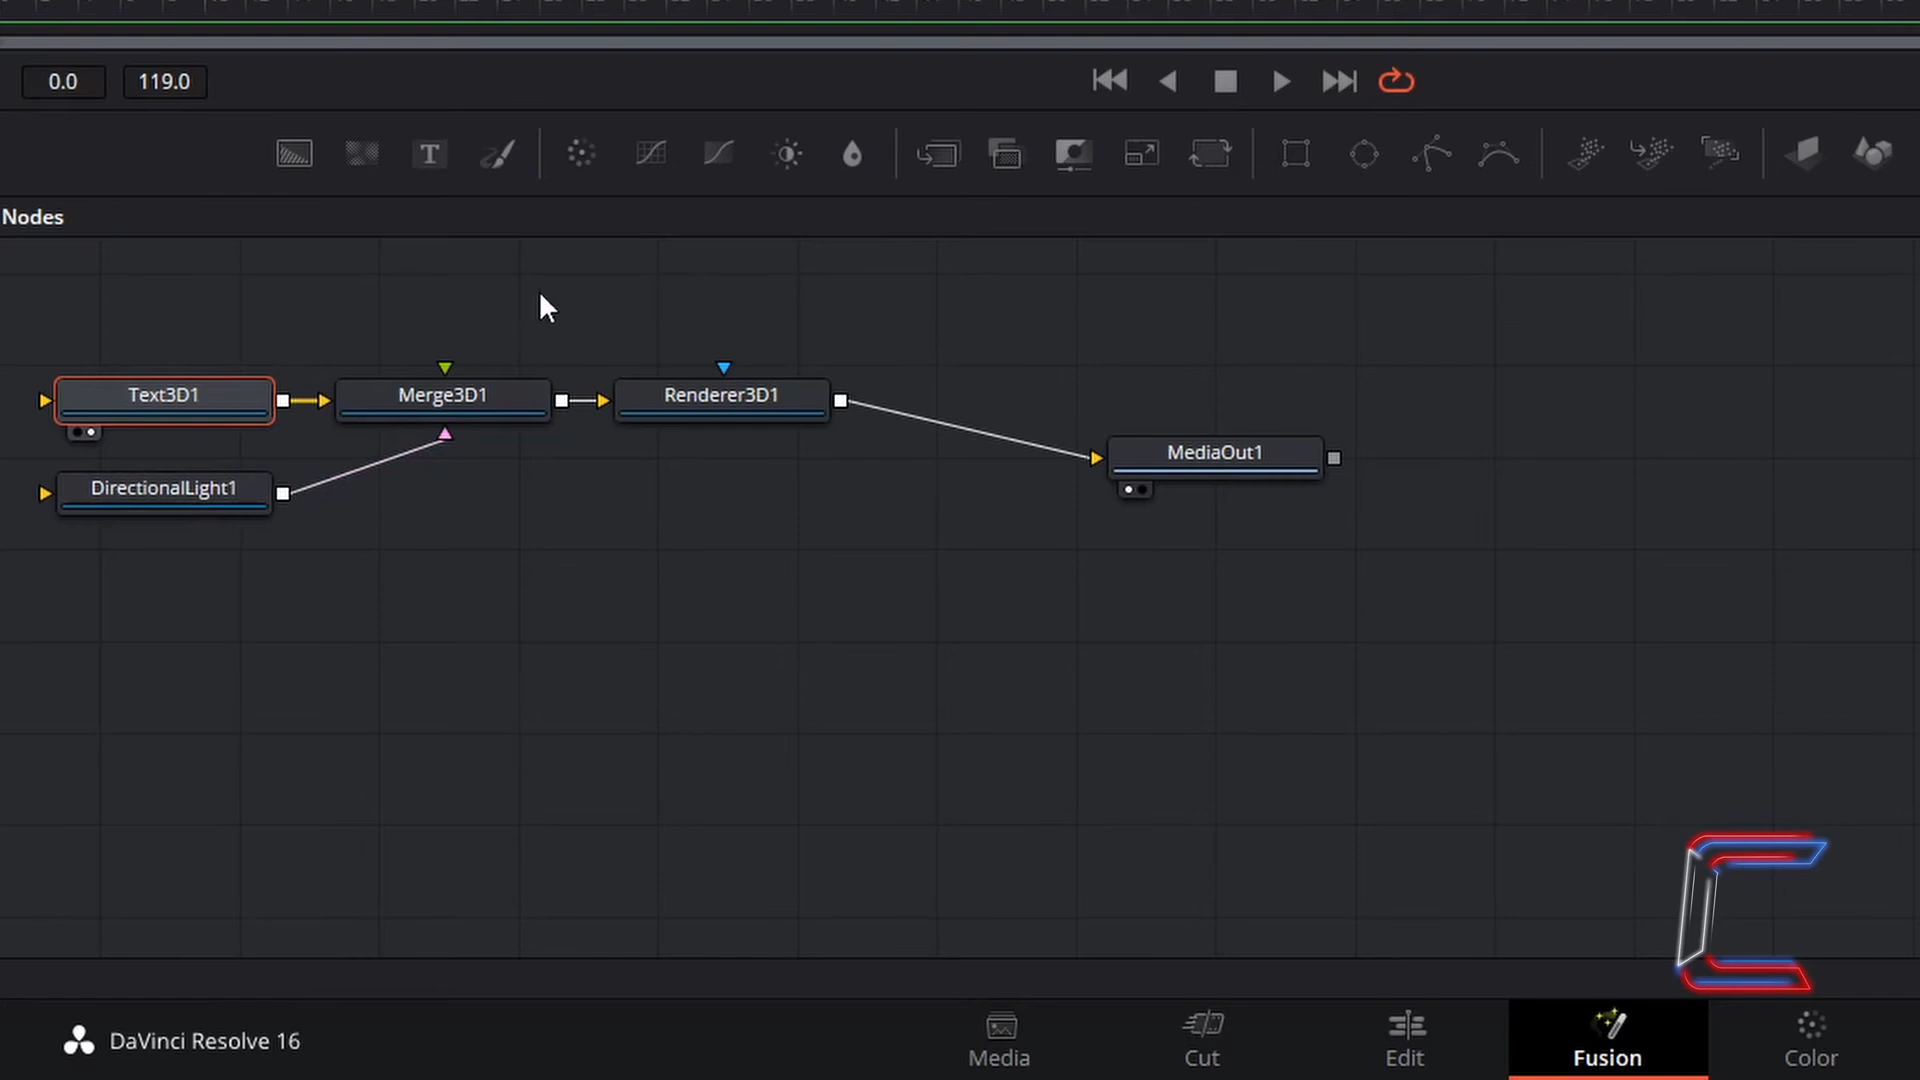 0.0 119.0
T
Nodes
Text3D1 Merge3D1 Renderer3D1
MediaOut1
DirectionalLight1
DaVinci Resolve 16
Media Cut Edit Fusion Color